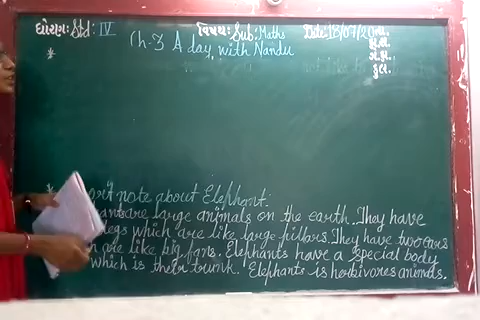 ધોરણ: Std: IV વિષય: Sub: Maths Date: 18/07/20
Ch-3 A day with Nandu
*
* note about Elephant:
are large animals on the earth. They have
legs which are like large pillars. They have two ears
are like big fans. Elephants have a special body
which is their trunk. Elephants is herbivores animals.